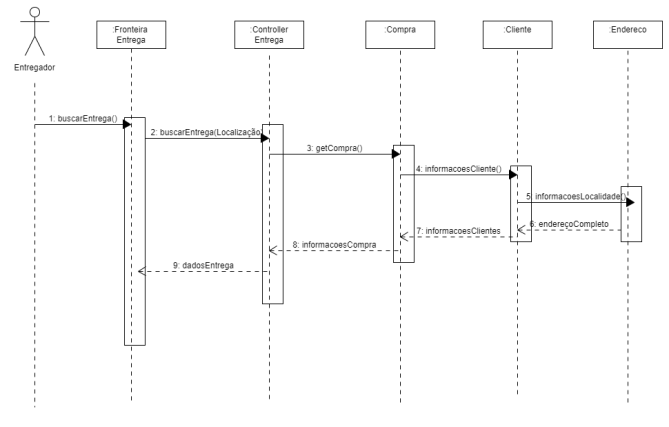 :Fronteira
Entrega
:Controller
Entrega
:Compra
:Cliente
:Endereco
Entregador
1: buscarEntrega()
2: buscarEntrega(Localização)
3: getCompra()
4: informacoesCliente()
5: informacoesLocalidade()
6: endereçoCompleto
7: informacoesClientes
8: informacoesCompra
9: dadosEntrega